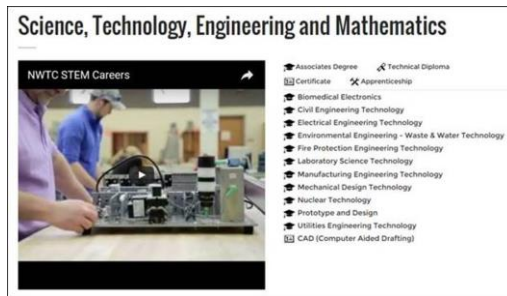 Science, Technology, Engineering and Mathematics
NWTC STEM Careers
Associates Degree Technical Diploma
Certificate Apprenticeship
Biomedical Electronics
Civil Engineering Technology
Electrical Engineering Technology
Environmental Engineering - Waste & Water Technology
Fire Protection Engineering Technology
Laboratory Science Technology
Manufacturing Engineering Technology
Mechanical Design Technology
Nuclear Technology
Prototype and Design
Utilities Engineering Technology
CAD (Computer Aided Drafting)